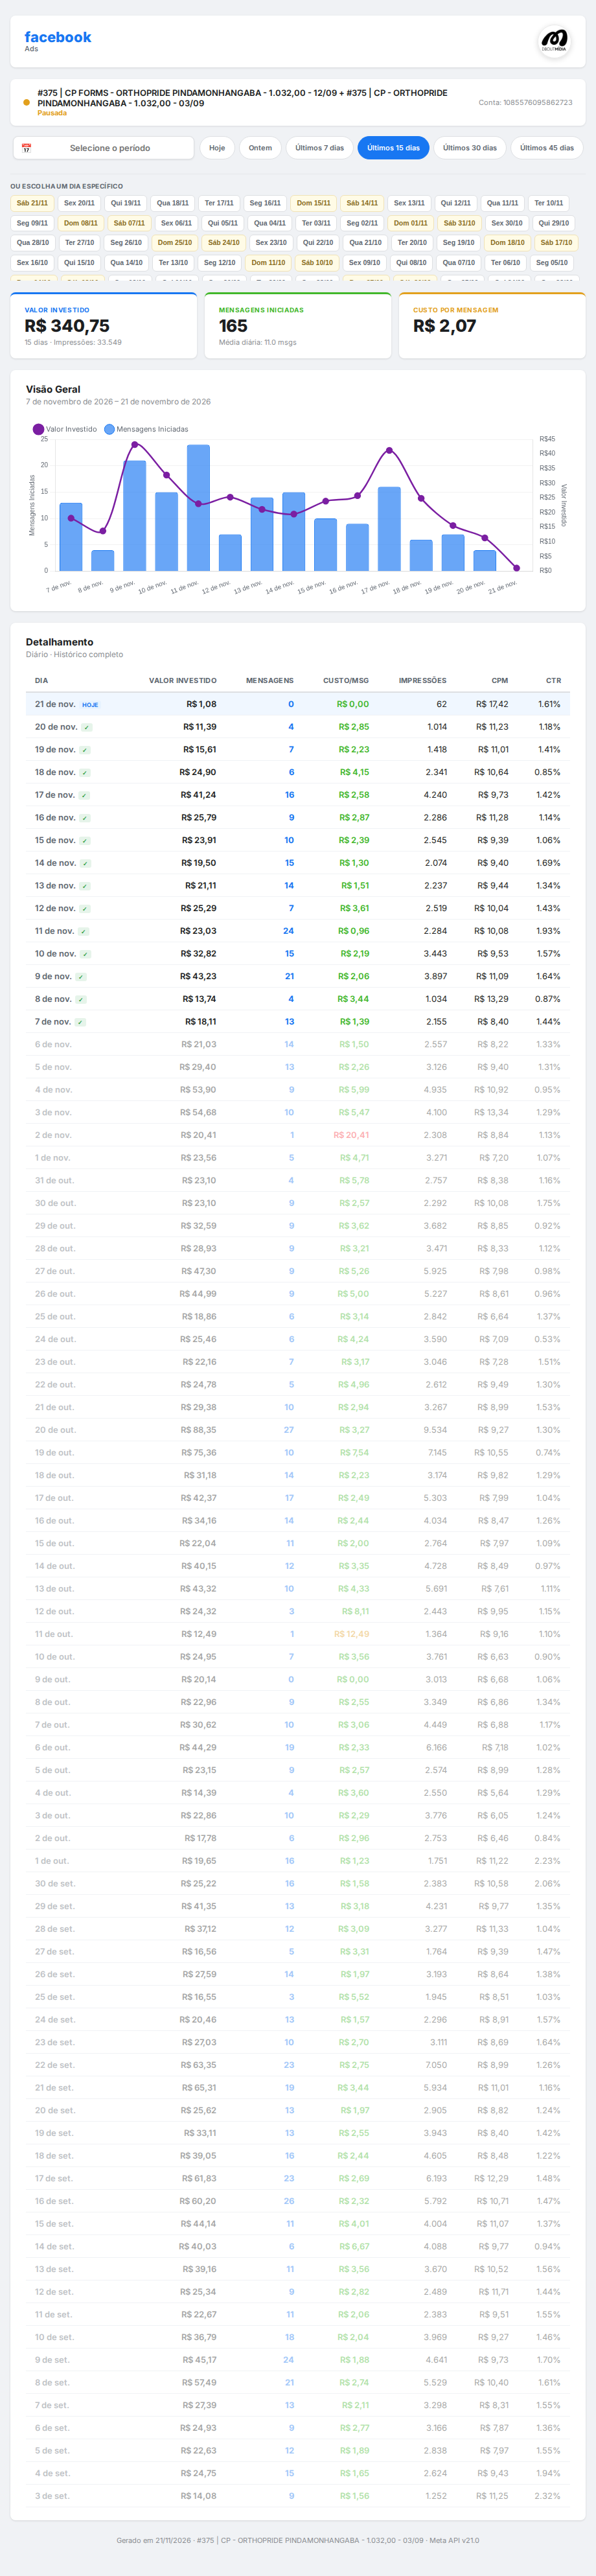 facebook
Ads
ABOUTMÍDIA
#375 | CP FORMS - ORTHOPRIDE PINDAMONHANGABA - 1.032,00 - 12/09 + #375 | CP - ORTHOPRIDE
PINDAMONHANGABA - 1.032,00 - 03/09
Pausada
Conta: 1085576095862723
Selecione o período
Hoje
Ontem
Últimos 7 dias
Últimos 15 dias
Últimos 30 dias
Últimos 45 dias
OU ESCOLHA UM DIA ESPECÍFICO
Sáb 21/11 Sex 20/11 Qui 19/11 Qua 18/11 Ter 17/11 Seg 16/11 Dom 15/11 Sáb 14/11 Sex 13/11 Qui 12/11 Qua 11/11 Ter 10/11
Seg 09/11 Dom 08/11 Sáb 07/11 Sex 06/11 Qui 05/11 Qua 04/11 Ter 03/11 Seg 02/11 Dom 01/11 Sáb 31/10 Sex 30/10 Qui 29/10
Qua 28/10 Ter 27/10 Seg 26/10 Dom 25/10 Sáb 24/10 Sex 23/10 Qui 22/10 Qua 21/10 Ter 20/10 Seg 19/10 Dom 18/10 Sáb 17/10
Sex 16/10 Qui 15/10 Qua 14/10 Ter 13/10 Seg 12/10 Dom 11/10 Sáb 10/10 Sex 09/10 Qui 08/10 Qua 07/10 Ter 06/10 Seg 05/10
VALOR INVESTIDO
R$ 340,75
15 dias · Impressões: 33.549
MENSAGENS INICIADAS
165
Média diária: 11.0 msgs
CUSTO POR MENSAGEM
R$ 2,07
Visão Geral
7 de novembro de 2026 – 21 de novembro de 2026
Valor Investido Mensagens Iniciadas
Mensagens Iniciadas
25
20
15
10
5
0
R$45
R$40
R$35
R$30
R$25
R$20
R$15
R$10
R$5
R$0
Valor Investido
7 de nov. 8 de nov. 9 de nov. 10 de nov. 11 de nov. 12 de nov. 13 de nov. 14 de nov. 15 de nov. 16 de nov. 17 de nov. 18 de nov. 19 de nov. 20 de nov. 21 de nov.
Detalhamento
Diário · Histórico completo
DIA VALOR INVESTIDO MENSAGENS CUSTO/MSG IMPRESSÕES CPM CTR
21 de nov. HOJE R$ 1,08 0 R$ 0,00 62 R$ 17,42 1.61%
20 de nov. ✓ R$ 11,39 4 R$ 2,85 1.014 R$ 11,23 1.18%
19 de nov. ✓ R$ 15,61 7 R$ 2,23 1.418 R$ 11,01 1.41%
18 de nov. ✓ R$ 24,90 6 R$ 4,15 2.341 R$ 10,64 0.85%
17 de nov. ✓ R$ 41,24 16 R$ 2,58 4.240 R$ 9,73 1.42%
16 de nov. ✓ R$ 25,79 9 R$ 2,87 2.286 R$ 11,28 1.14%
15 de nov. ✓ R$ 23,91 10 R$ 2,39 2.545 R$ 9,39 1.06%
14 de nov. ✓ R$ 19,50 15 R$ 1,30 2.074 R$ 9,40 1.69%
13 de nov. ✓ R$ 21,11 14 R$ 1,51 2.237 R$ 9,44 1.34%
12 de nov. ✓ R$ 25,29 7 R$ 3,61 2.519 R$ 10,04 1.43%
11 de nov. ✓ R$ 23,03 24 R$ 0,96 2.284 R$ 10,08 1.93%
10 de nov. ✓ R$ 32,82 15 R$ 2,19 3.443 R$ 9,53 1.57%
9 de nov. ✓ R$ 43,23 21 R$ 2,06 3.897 R$ 11,09 1.64%
8 de nov. ✓ R$ 13,74 4 R$ 3,44 1.034 R$ 13,29 0.87%
7 de nov. ✓ R$ 18,11 13 R$ 1,39 2.155 R$ 8,40 1.44%
6 de nov. R$ 21,03 14 R$ 1,50 2.557 R$ 8,22 1.33%
5 de nov. R$ 29,40 13 R$ 2,26 3.126 R$ 9,40 1.31%
4 de nov. R$ 53,90 9 R$ 5,99 4.935 R$ 10,92 0.95%
3 de nov. R$ 54,68 10 R$ 5,47 4.100 R$ 13,34 1.29%
2 de nov. R$ 20,41 1 R$ 20,41 2.308 R$ 8,84 1.13%
1 de nov. R$ 23,56 5 R$ 4,71 3.271 R$ 7,20 1.07%
31 de out. R$ 23,10 4 R$ 5,78 2.757 R$ 8,38 1.16%
30 de out. R$ 23,10 9 R$ 2,57 2.292 R$ 10,08 1.75%
29 de out. R$ 32,59 9 R$ 3,62 3.682 R$ 8,85 0.92%
28 de out. R$ 28,93 9 R$ 3,21 3.471 R$ 8,33 1.12%
27 de out. R$ 47,30 9 R$ 5,26 5.925 R$ 7,98 0.98%
26 de out. R$ 44,99 9 R$ 5,00 5.227 R$ 8,61 0.96%
25 de out. R$ 18,86 6 R$ 3,14 2.842 R$ 6,64 1.37%
24 de out. R$ 25,46 6 R$ 4,24 3.590 R$ 7,09 0.53%
23 de out. R$ 22,16 7 R$ 3,17 3.046 R$ 7,28 1.51%
22 de out. R$ 24,78 5 R$ 4,96 2.612 R$ 9,49 1.30%
21 de out. R$ 29,38 10 R$ 2,94 3.267 R$ 8,99 1.53%
20 de out. R$ 88,35 27 R$ 3,27 9.534 R$ 9,27 1.30%
19 de out. R$ 75,36 10 R$ 7,54 7.145 R$ 10,55 0.74%
18 de out. R$ 31,18 14 R$ 2,23 3.174 R$ 9,82 1.29%
17 de out. R$ 42,37 17 R$ 2,49 5.303 R$ 7,99 1.04%
16 de out. R$ 34,16 14 R$ 2,44 4.034 R$ 8,47 1.26%
15 de out. R$ 22,04 11 R$ 2,00 2.764 R$ 7,97 1.09%
14 de out. R$ 40,15 12 R$ 3,35 4.728 R$ 8,49 0.97%
13 de out. R$ 43,32 10 R$ 4,33 5.691 R$ 7,61 1.11%
12 de out. R$ 24,32 3 R$ 8,11 2.443 R$ 9,95 1.15%
11 de out. R$ 12,49 1 R$ 12,49 1.364 R$ 9,16 1.10%
10 de out. R$ 24,95 7 R$ 3,56 3.761 R$ 6,63 0.90%
9 de out. R$ 20,14 0 R$ 0,00 3.013 R$ 6,68 1.06%
8 de out. R$ 22,96 9 R$ 2,55 3.349 R$ 6,86 1.34%
7 de out. R$ 30,62 10 R$ 3,06 4.449 R$ 6,88 1.17%
6 de out. R$ 44,29 19 R$ 2,33 6.166 R$ 7,18 1.02%
5 de out. R$ 23,15 9 R$ 2,57 2.574 R$ 8,99 1.28%
4 de out. R$ 14,39 4 R$ 3,60 2.550 R$ 5,64 1.29%
3 de out. R$ 22,86 10 R$ 2,29 3.776 R$ 6,05 1.24%
2 de out. R$ 17,78 6 R$ 2,96 2.753 R$ 6,46 0.84%
1 de out. R$ 19,65 16 R$ 1,23 1.751 R$ 11,22 2.23%
30 de set. R$ 25,22 16 R$ 1,58 2.383 R$ 10,58 2.06%
29 de set. R$ 41,35 13 R$ 3,18 4.231 R$ 9,77 1.35%
28 de set. R$ 37,12 12 R$ 3,09 3.277 R$ 11,33 1.04%
27 de set. R$ 16,56 5 R$ 3,31 1.764 R$ 9,39 1.47%
26 de set. R$ 27,59 14 R$ 1,97 3.193 R$ 8,64 1.38%
25 de set. R$ 16,55 3 R$ 5,52 1.945 R$ 8,51 1.03%
24 de set. R$ 20,46 13 R$ 1,57 2.296 R$ 8,91 1.57%
23 de set. R$ 27,03 10 R$ 2,70 3.111 R$ 8,69 1.64%
22 de set. R$ 63,35 23 R$ 2,75 7.050 R$ 8,99 1.26%
21 de set. R$ 65,31 19 R$ 3,44 5.934 R$ 11,01 1.16%
20 de set. R$ 25,62 13 R$ 1,97 2.905 R$ 8,82 1.24%
19 de set. R$ 33,11 13 R$ 2,55 3.943 R$ 8,40 1.42%
18 de set. R$ 39,05 16 R$ 2,44 4.605 R$ 8,48 1.22%
17 de set. R$ 61,83 23 R$ 2,69 6.193 R$ 12,29 1.48%
16 de set. R$ 60,20 26 R$ 2,32 5.792 R$ 10,71 1.47%
15 de set. R$ 44,14 11 R$ 4,01 4.004 R$ 11,07 1.37%
14 de set. R$ 40,03 6 R$ 6,67 4.088 R$ 9,77 0.94%
13 de set. R$ 39,16 11 R$ 3,56 3.670 R$ 10,52 1.56%
12 de set. R$ 25,34 9 R$ 2,82 2.489 R$ 11,71 1.44%
11 de set. R$ 22,67 11 R$ 2,06 2.383 R$ 9,51 1.55%
10 de set. R$ 36,79 18 R$ 2,04 3.969 R$ 9,27 1.46%
9 de set. R$ 45,17 24 R$ 1,88 4.641 R$ 9,73 1.70%
8 de set. R$ 57,49 21 R$ 2,74 5.529 R$ 10,40 1.61%
7 de set. R$ 27,39 13 R$ 2,11 3.298 R$ 8,31 1.55%
6 de set. R$ 24,93 9 R$ 2,77 3.166 R$ 7,87 1.36%
5 de set. R$ 22,63 12 R$ 1,89 2.838 R$ 7,97 1.55%
4 de set. R$ 24,75 15 R$ 1,65 2.624 R$ 9,43 1.94%
3 de set. R$ 14,08 9 R$ 1,56 1.252 R$ 11,25 2.32%
Gerado em 21/11/2026 · #375 | CP - ORTHOPRIDE PINDAMONHANGABA - 1.032,00 - 03/09 · Meta API v21.0